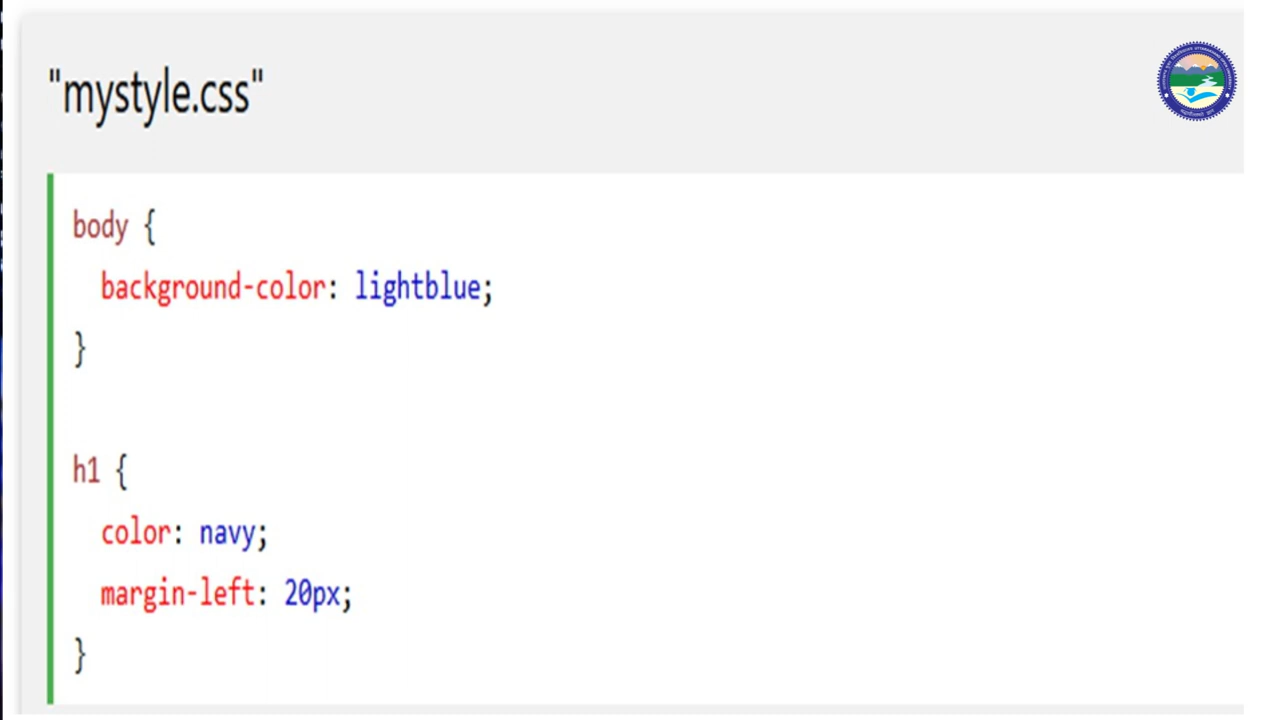 "mystyle.css"
body {
  background-color: lightblue;
}
h1 {
  color: navy;
  margin-left: 20px;
}